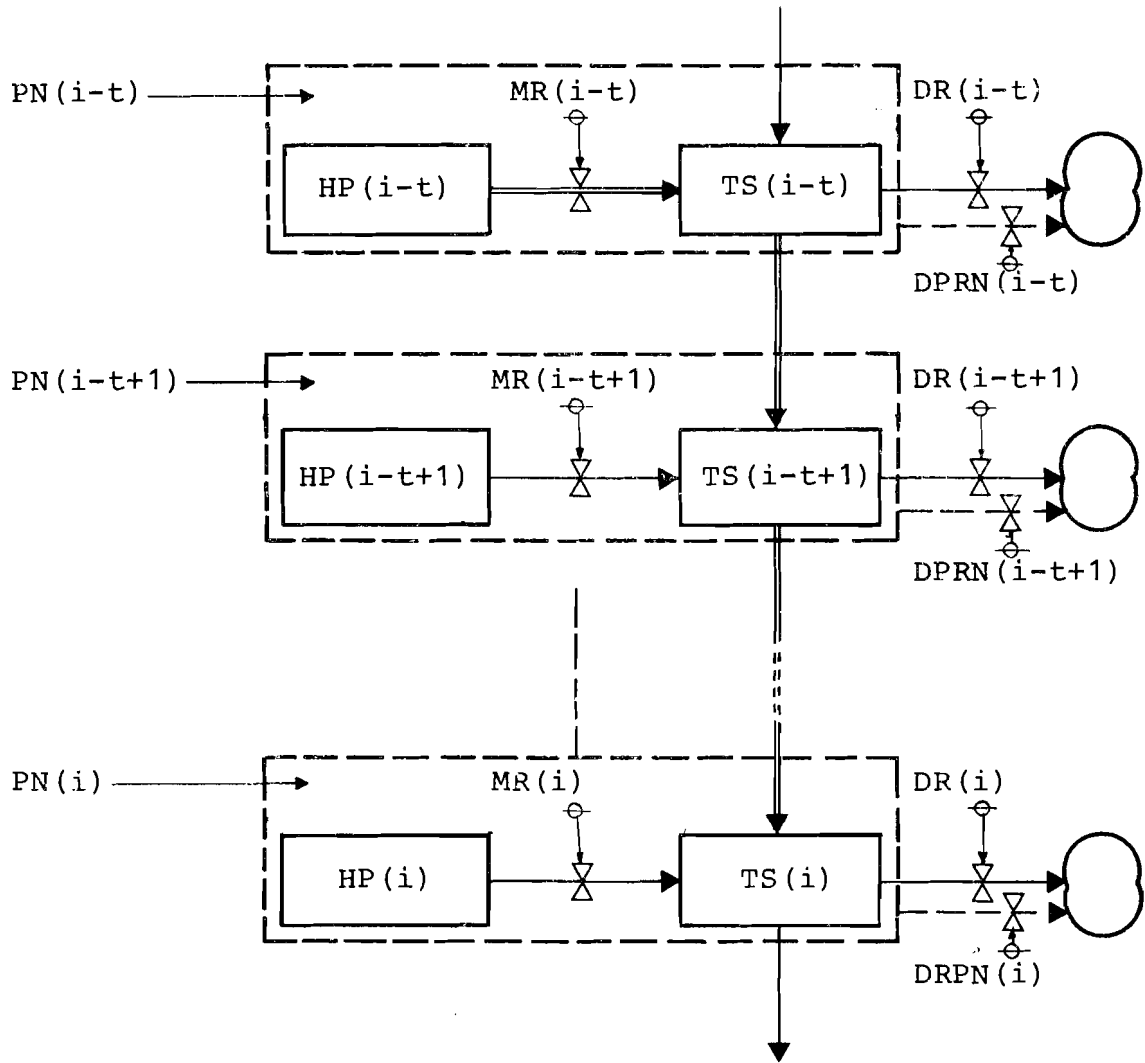 PN(i-t)
MR(i-t)
DR(i-t)
HP(i-t)
TS(i-t)
DPRN(i-t)
PN(i-t+1)
MR(i-t+1)
DR(i-t+1)
HP(i-t+1)
TS(i-t+1)
DPRN(i-t+1)
PN(i)
MR(i)
DR(i)
HP(i)
TS(i)
DRPN(i)